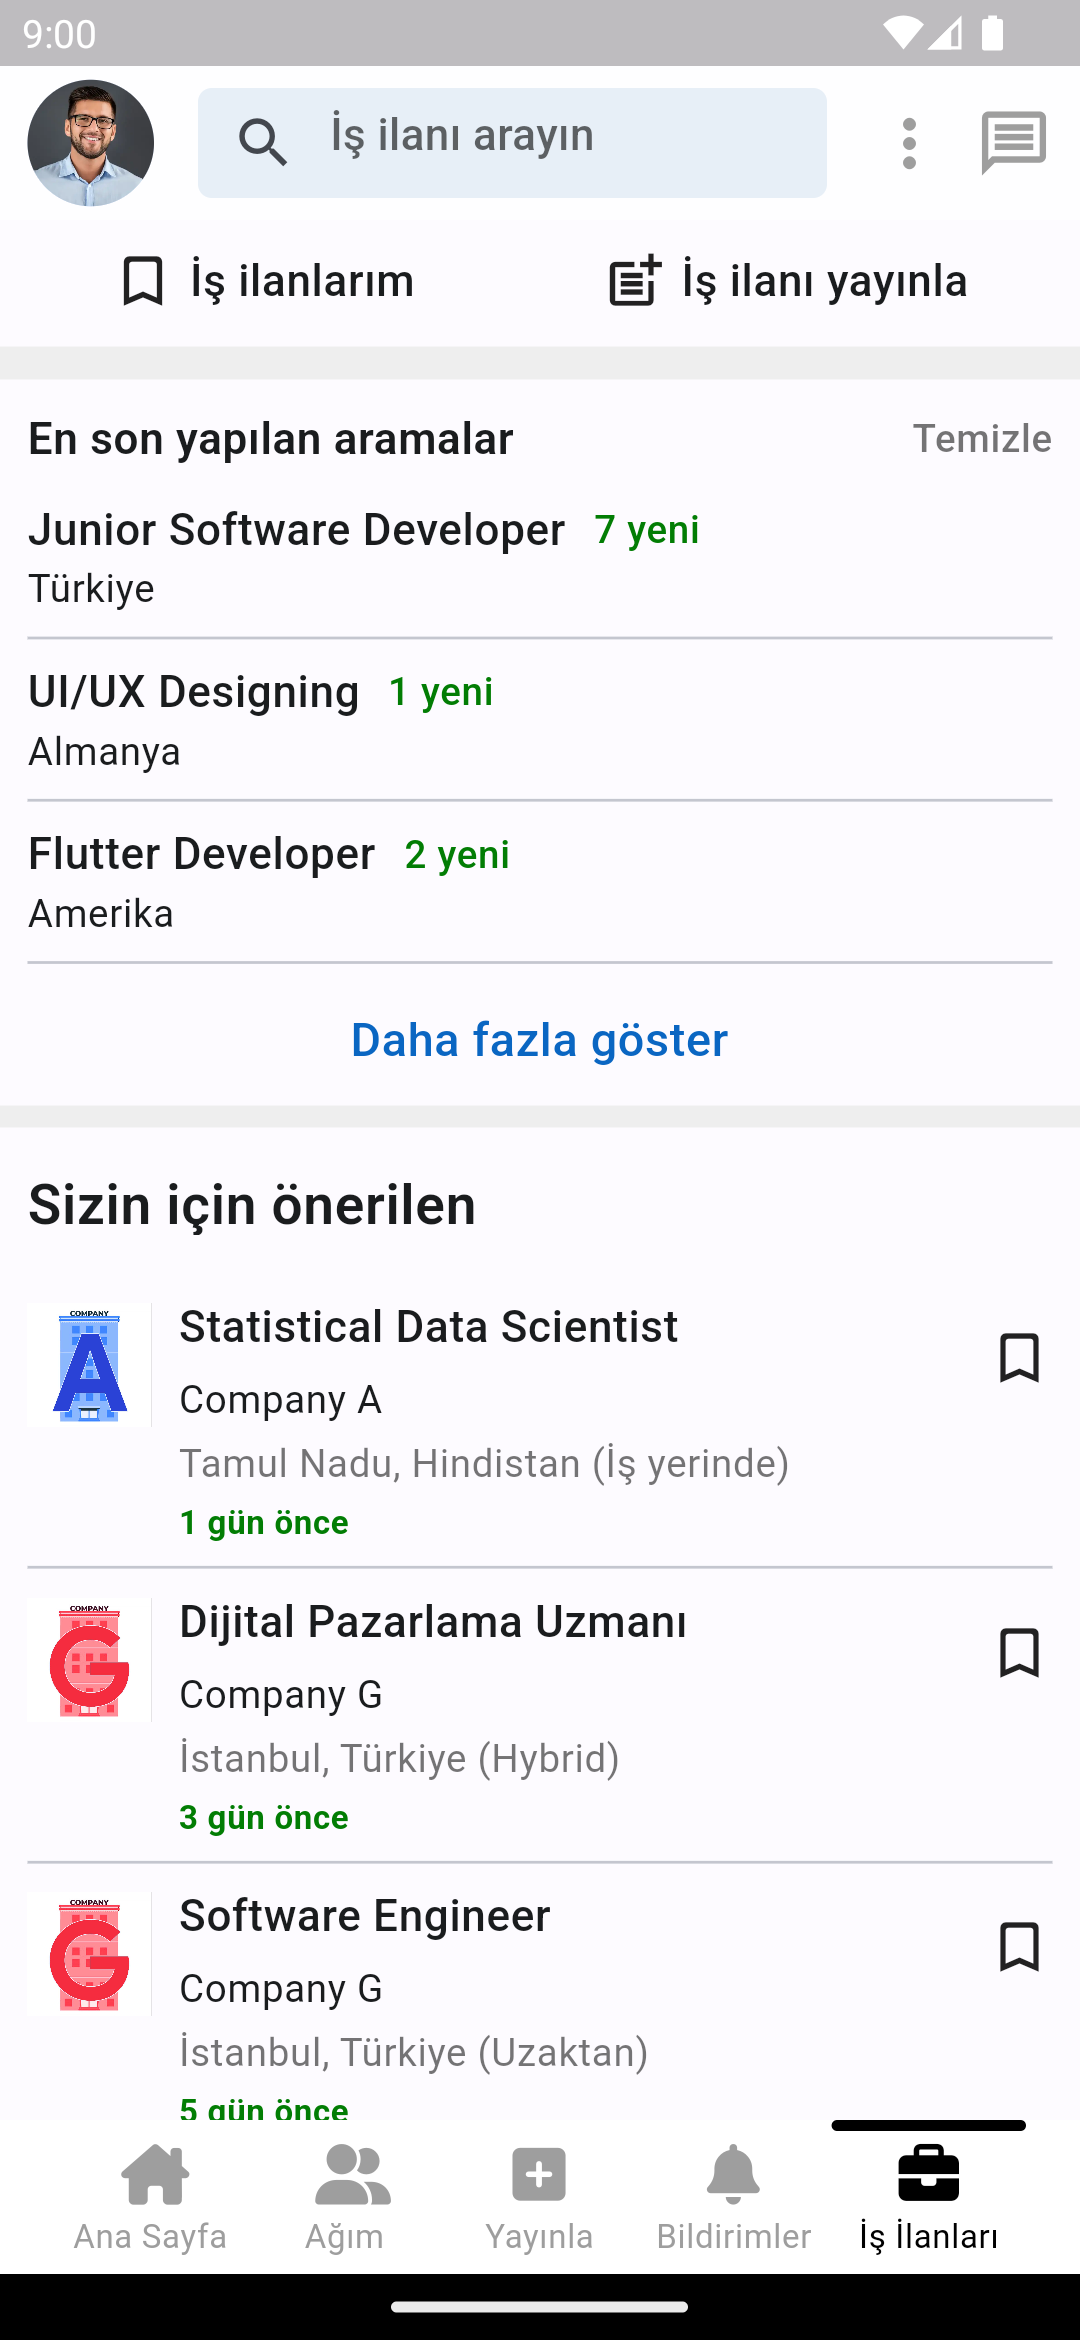 9:00
İş ilanı arayın
İş ilanlarım
İş ilanı yayınla
En son yapılan aramalar
Temizle
Junior Software Developer 7 yeni
Türkiye
UI/UX Designing 1 yeni
Almanya
Flutter Developer 2 yeni
Amerika
Daha fazla göster
Sizin için önerilen
COMPANY
A
Statistical Data Scientist
Company A
Tamul Nadu, Hindistan (İş yerinde)
1 gün önce
COMPANY
G
Dijital Pazarlama Uzmanı
Company G
İstanbul, Türkiye (Hybrid)
3 gün önce
COMPANY
G
Software Engineer
Company G
İstanbul, Türkiye (Uzaktan)
5 gün önce
Ana Sayfa
Ağım
Yayınla
Bildirimler
İş İlanları